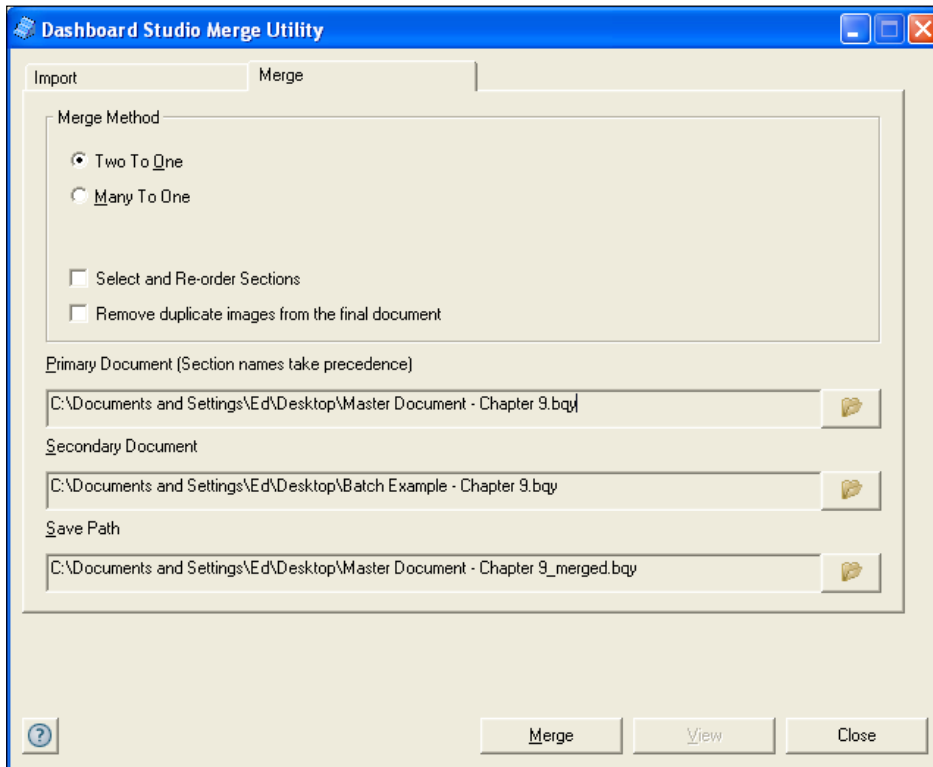 Dashboard Studio Merge Utility
Import
Merge
Merge Method
Two To One
Many To One
Select and Re-order Sections
Remove duplicate images from the final document
Primary Document (Section names take precedence)
C:\Documents and Settings\Ed\Desktop\Master Document - Chapter 9.bqy
Secondary Document
C:\Documents and Settings\Ed\Desktop\Batch Example - Chapter 9.bqy
Save Path
C:\Documents and Settings\Ed\Desktop\Master Document - Chapter 9_merged.bqy
? Merge View Close